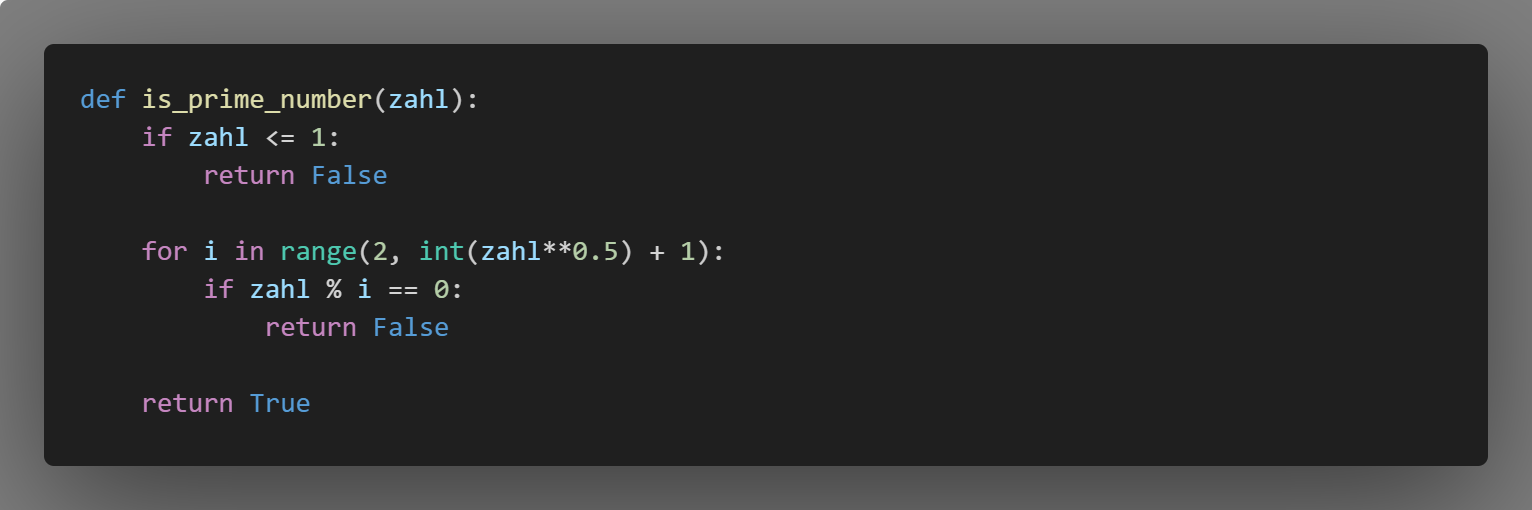 def is_prime_number(zahl):
    if zahl <= 1:
        return False
    for i in range(2, int(zahl**0.5) + 1):
        if zahl % i == 0:
            return False
    return True